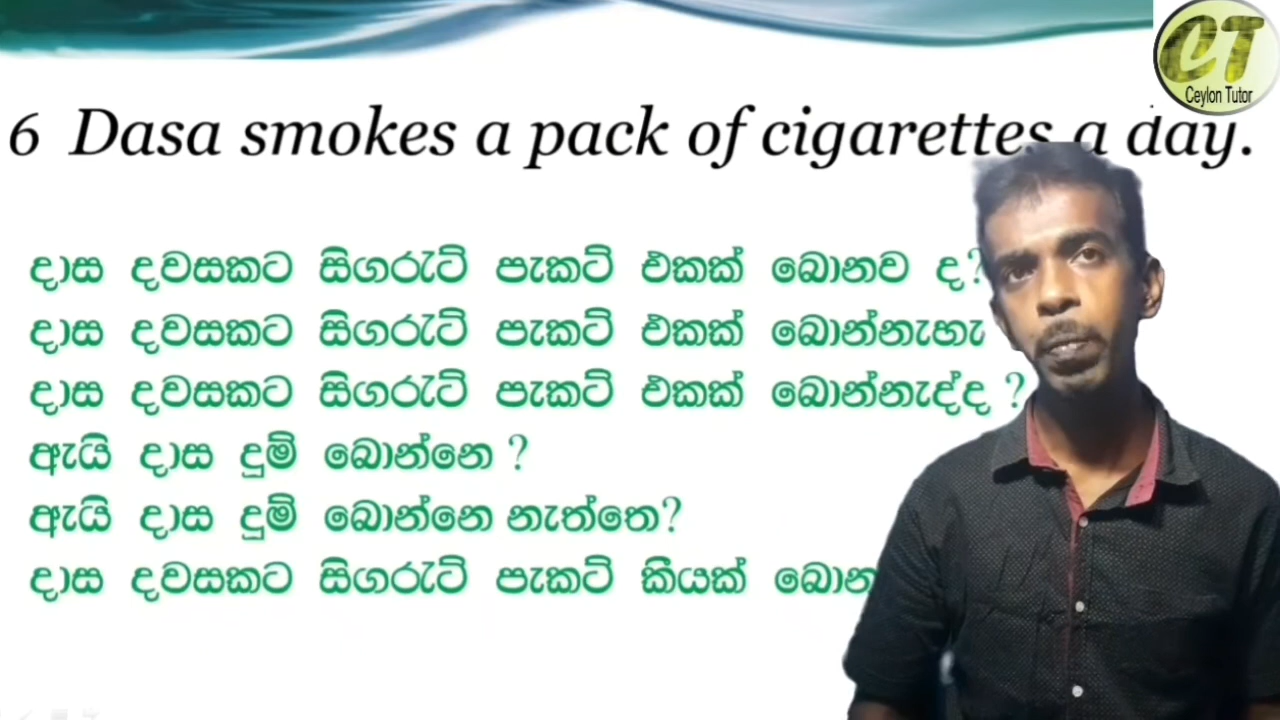 CT
Ceylon Tutor
6 Dasa smokes a pack of cigarettes a day.
දාස දවසකට සිගරැට් පැකට් එකක් බොනව ද?
දාස දවසකට සිගරැට් පැකට් එකක් බොන්නැහැ
දාස දවසකට සිගරැට් පැකට් එකක් බොන්නැද්ද ?
ඇයි දාස දුම් බොන්නෙ ?
ඇයි දාස දුම් බොන්නෙ නැත්තෙ?
දාස දවසකට සිගරැට් පැකට් කීයක්